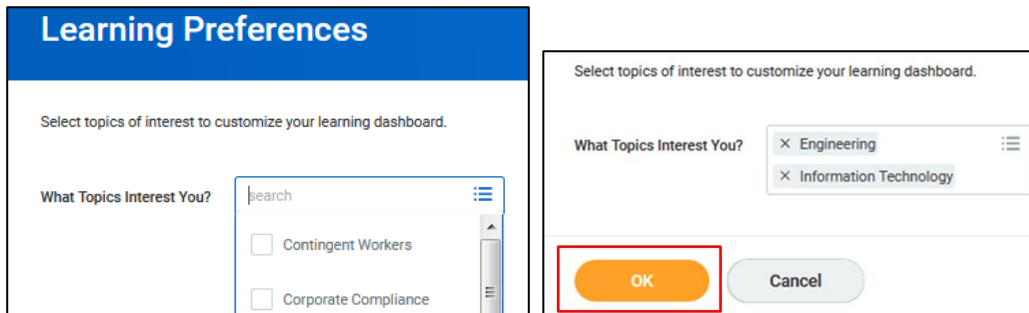 Learning Preferences
Select topics of interest to customize your learning dashboard.
What Topics Interest You?
search
Contingent Workers
Corporate Compliance
Select topics of interest to customize your learning dashboard.
What Topics Interest You?
× Engineering
× Information Technology
OK
Cancel